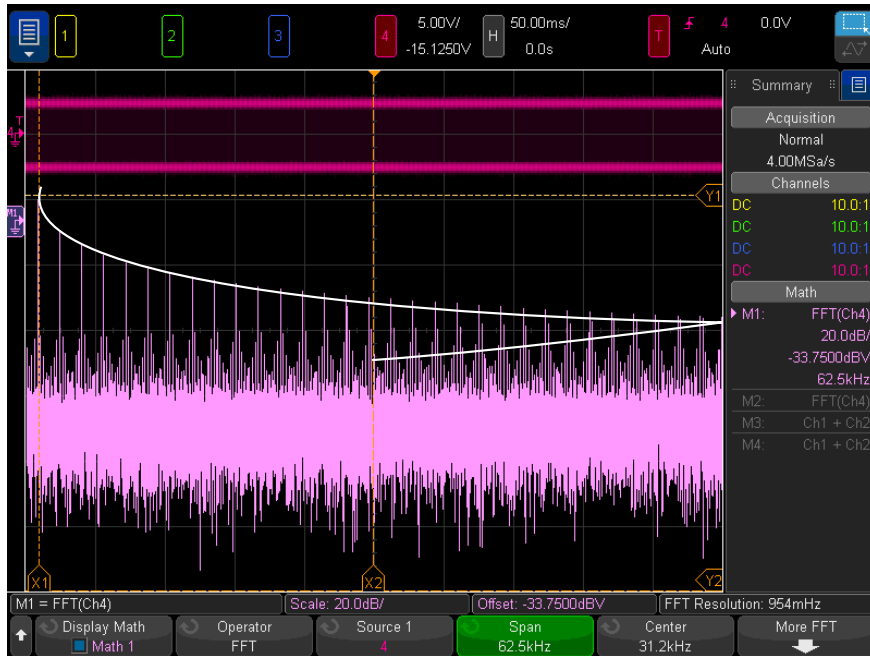 1 2 3 4 5.00V/ H 50.00ms/ T 4 0.0V
-15.1250V 0.0s Auto
Summary
Acquisition
Normal
4.00MSa/s
Channels
DC 10.0:1
DC 10.0:1
DC 10.0:1
DC 10.0:1
Math
M1: FFT(Ch4)
20.0dB/
-33.7500dBV
62.5kHz
M2: FFT(Ch4)
M3: Ch1 + Ch2
M4: Ch1 + Ch2
T
4
M1
Y1
X1 X2 Y2
M1 = FFT(Ch4) Scale: 20.0dB/ Offset: -33.7500dBV FFT Resolution: 954mHz
Display Math Operator Source 1 Span Center More FFT
Math 1 FFT 4 62.5kHz 31.2kHz